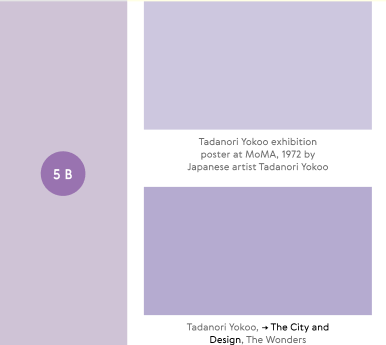 5 B
Tadanori Yokoo exhibition
poster at MoMA, 1972 by
Japanese artist Tadanori Yokoo
Tadanori Yokoo, → The City and
Design, The Wonders